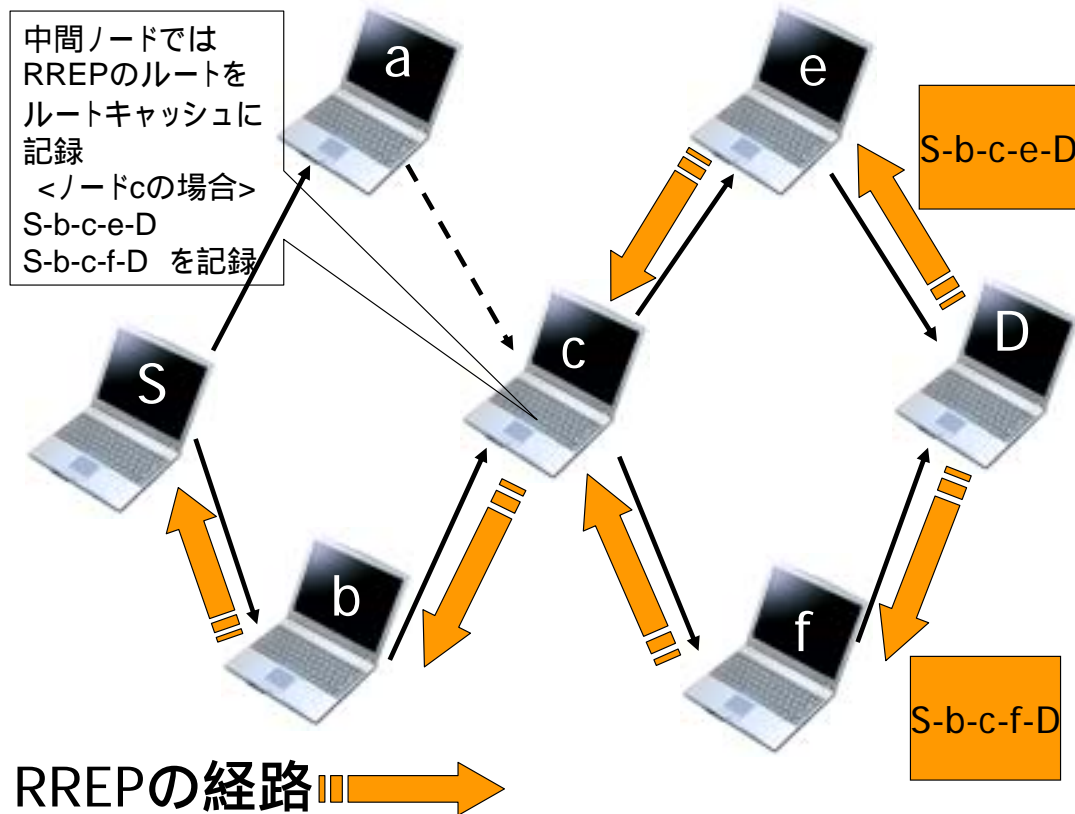 中間ノードでは
RREPのルートを
ルートキャッシュに
記録
<ノードcの場合>
S-b-c-e-D
S-b-c-f-D を記録
a
e
S-b-c-e-D
S
c
D
b
f
S-b-c-f-D
RREPの経路